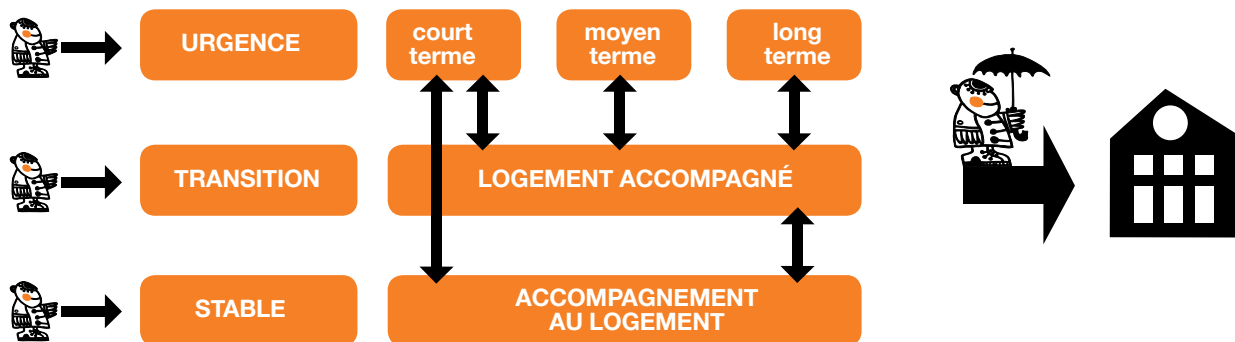 URGENCE
court
terme
moyen
terme
long
terme
TRANSITION
LOGEMENT ACCOMPAGNÉ
STABLE
ACCOMPAGNEMENT
AU LOGEMENT